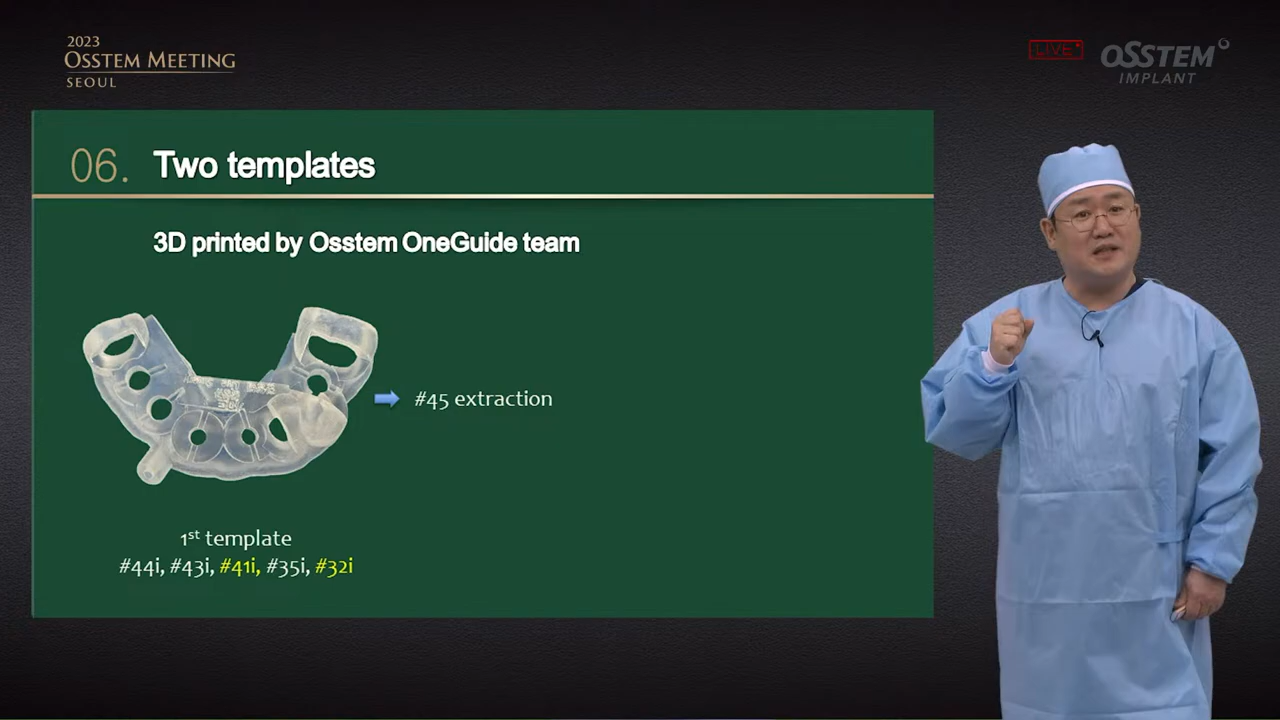 2023
OSSTEM MEETING
SEOUL
LIVE
OSSTEM
IMPLANT
06. Two templates
3D printed by Osstem OneGuide team
#45 extraction
1st template
#44i, #43i, #41i, #35i, #32i